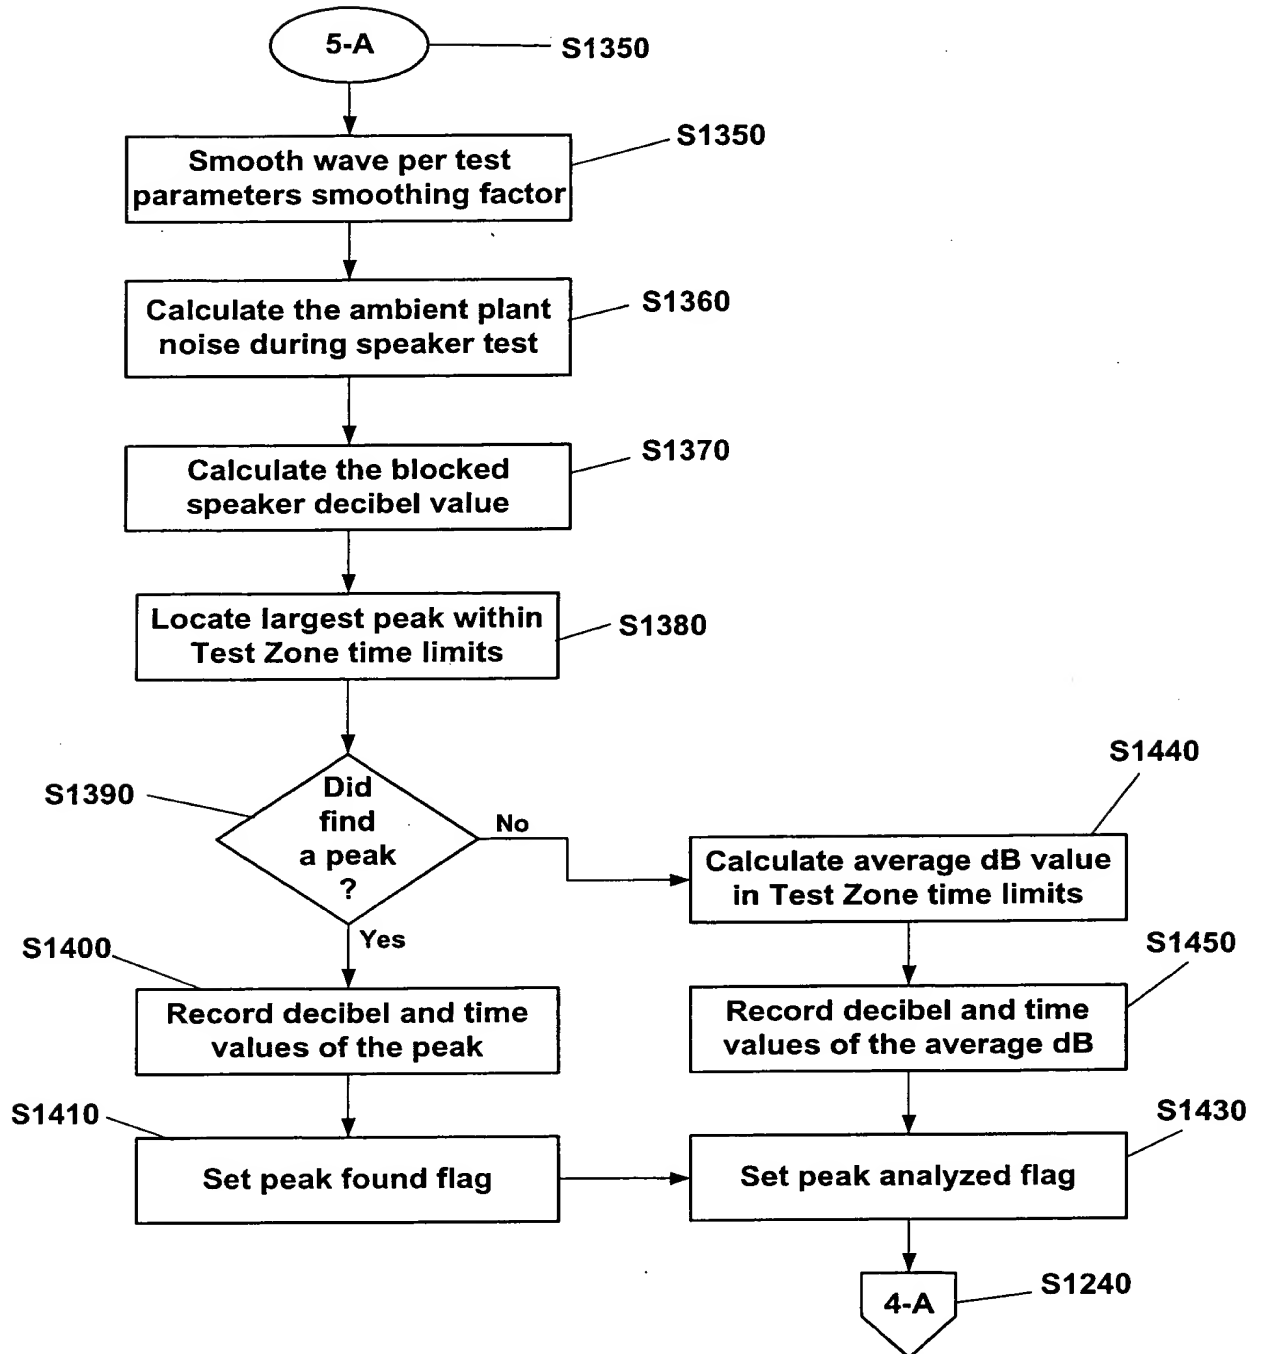 5-A
S1350
S1350
Smooth wave per test
parameters smoothing factor
S1360
Calculate the ambient plant
noise during speaker test
S1370
Calculate the blocked
speaker decibel value
S1380
Locate largest peak within
Test Zone time limits
S1390
Did
find
a peak
?
No
Yes
S1440
Calculate average dB value
in Test Zone time limits
S1400
Record decibel and time
values of the peak
S1450
Record decibel and time
values of the average dB
S1410
Set peak found flag
S1430
Set peak analyzed flag
4-A
S1240